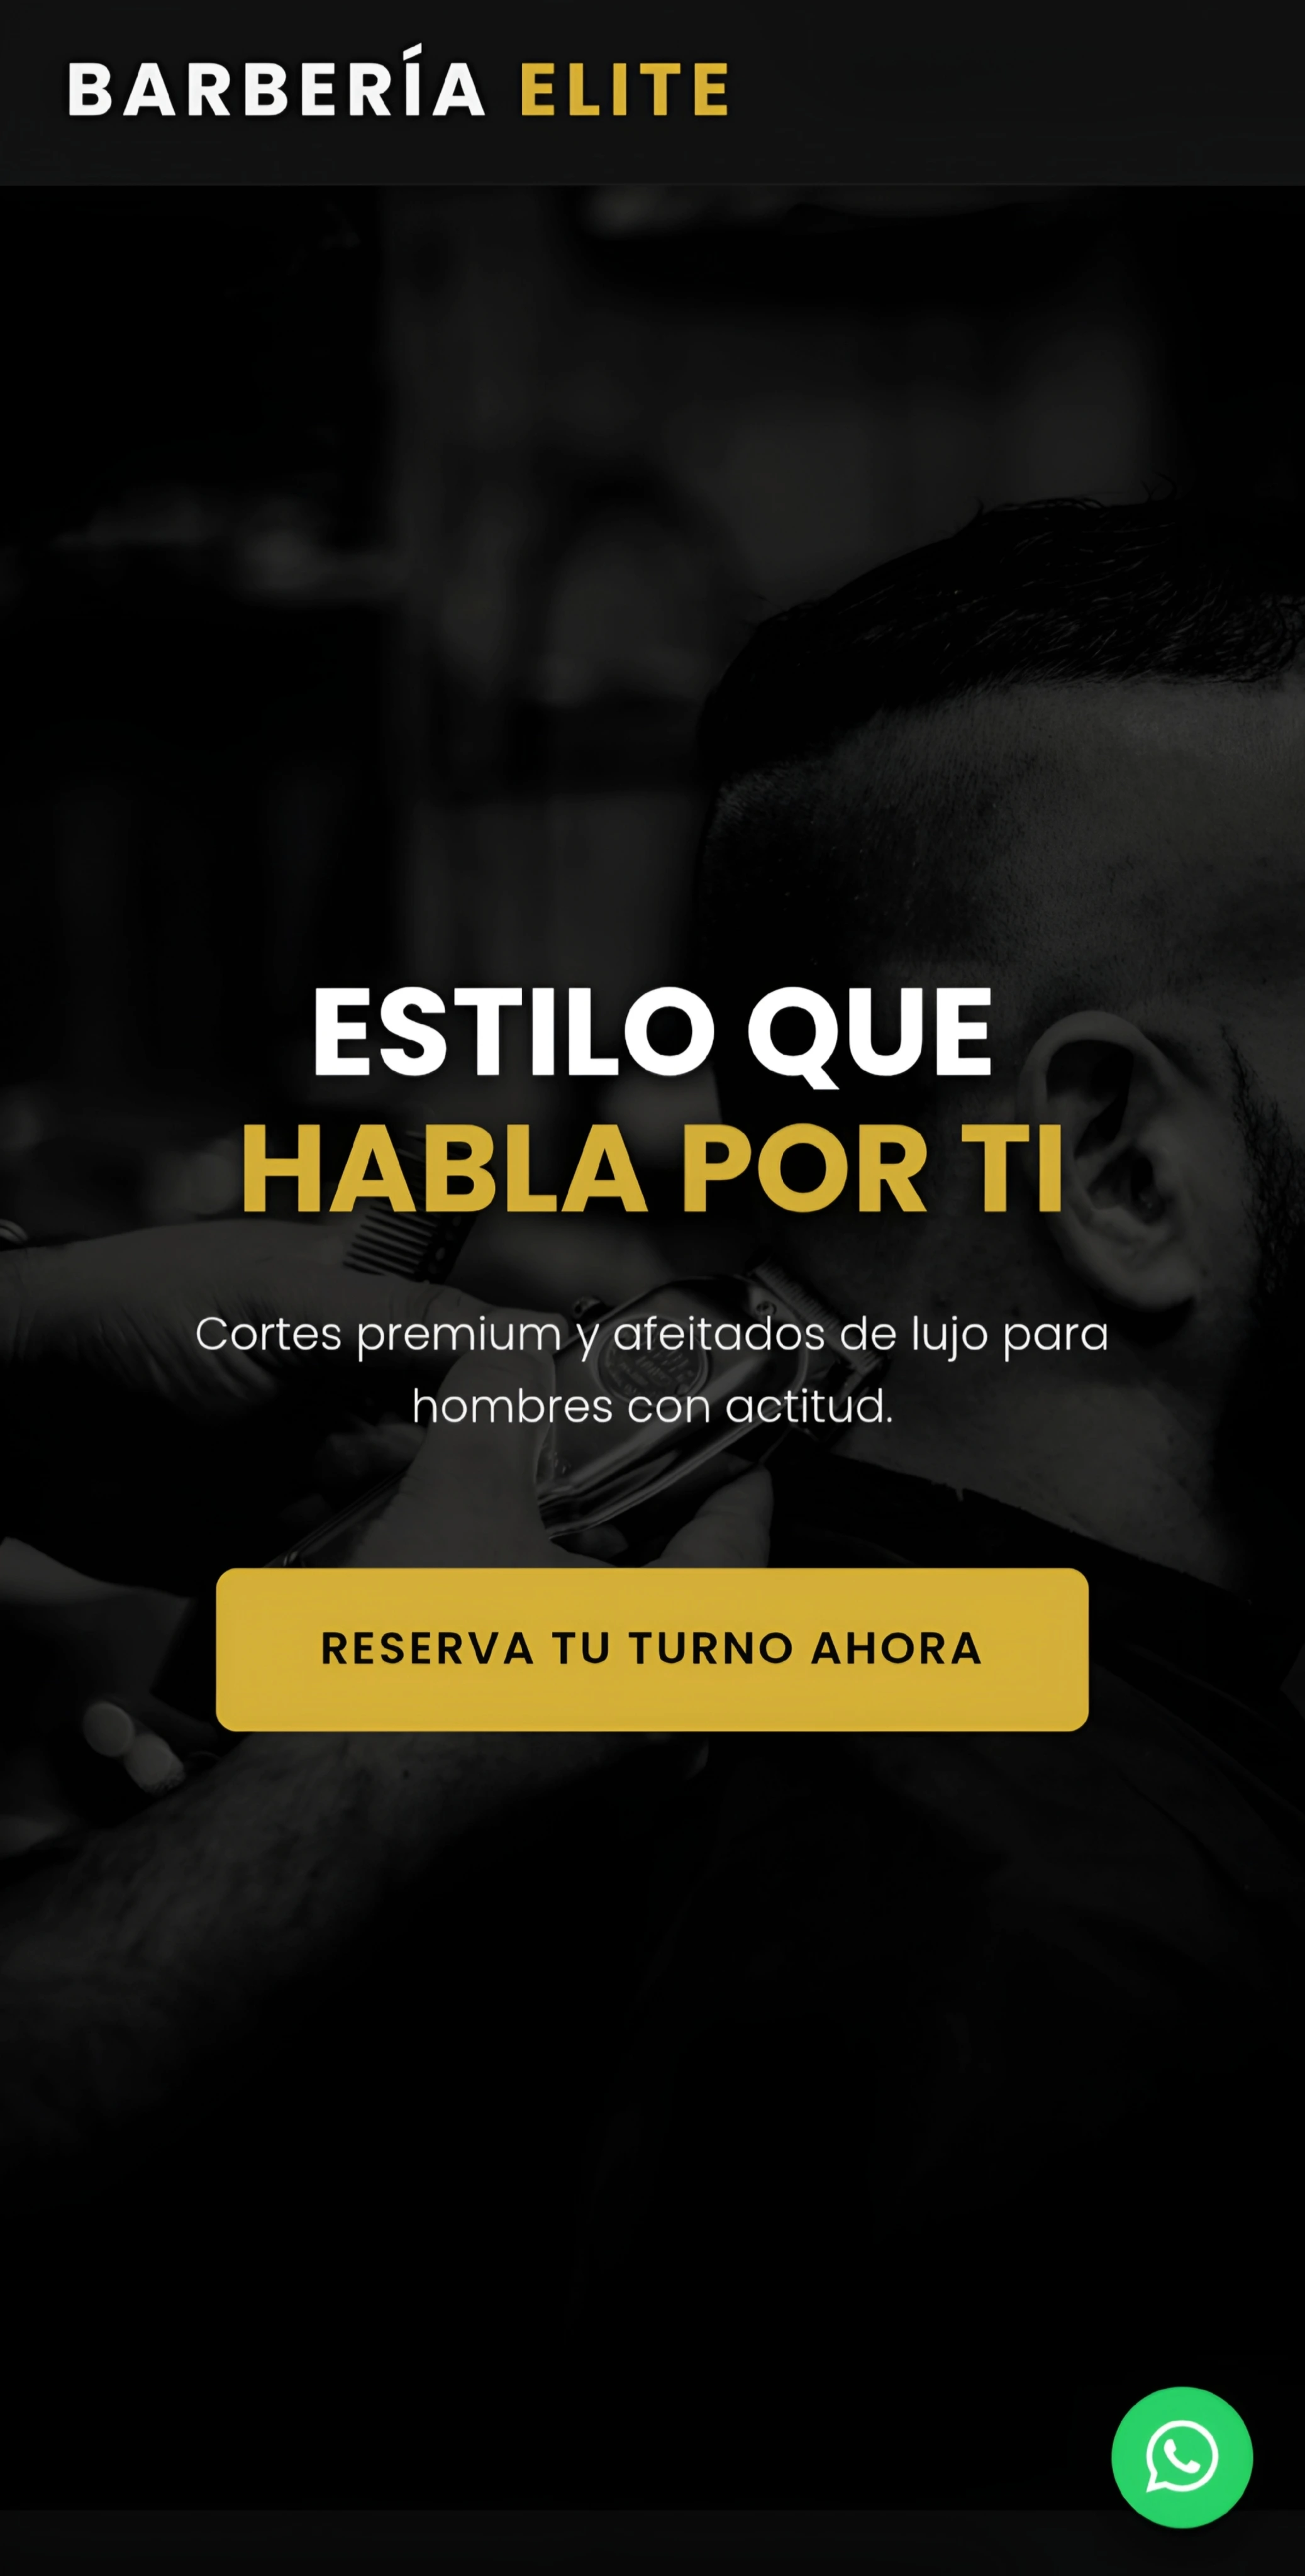 BARBERÍA ELITE
ESTILO QUE
HABLA POR TI
Cortes premium y afeitados de lujo para
hombres con actitud.
RESERVA TU TURNO AHORA